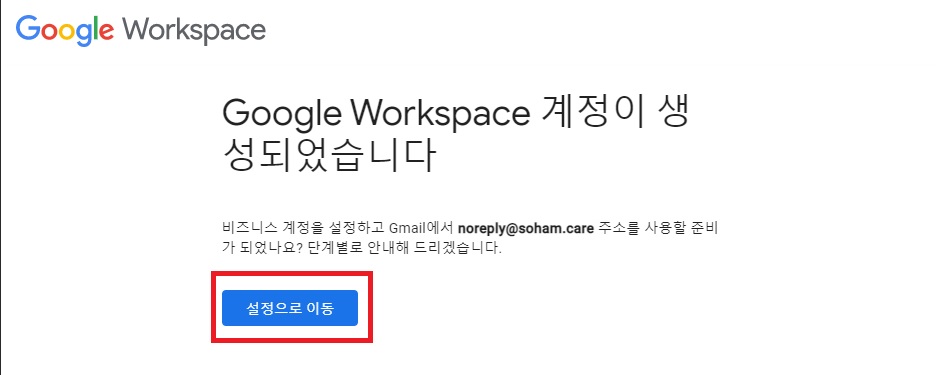 Google Workspace
Google Workspace 계정이 생
성되었습니다
비즈니스 계정을 설정하고 Gmail에서 noreply@soham.care 주소를 사용할 준비
가 되었나요? 단계별로 안내해 드리겠습니다.
설정으로 이동